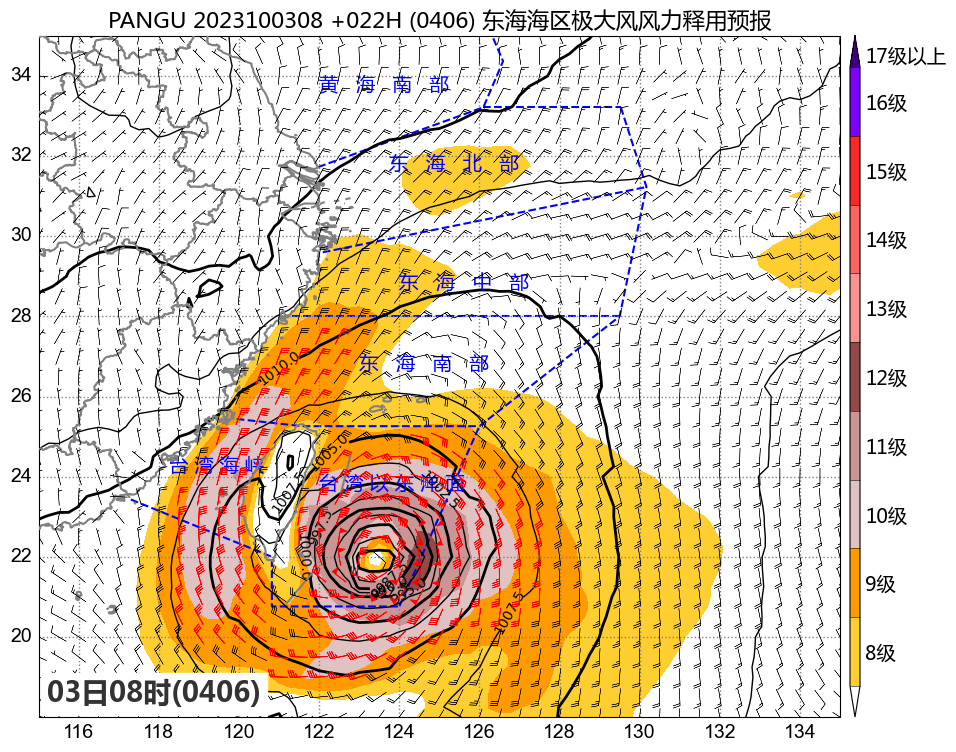 PANGU 2023100308 +022H (0406) 东海海区极大风风力释用预报
34
32
30
28
26
24
22
20
116
118
120
122
124
126
128
130
132
134
黄 海 南 部
东 海 北 部
东 海 中 部
东 海 南 部
台 湾 海 峡
台 湾 以 东 洋 面
1010.0
1005.0
1007.5
1007.5
1000.0
03日08时(0406)
17级以上
16级
15级
14级
13级
12级
11级
10级
9级
8级